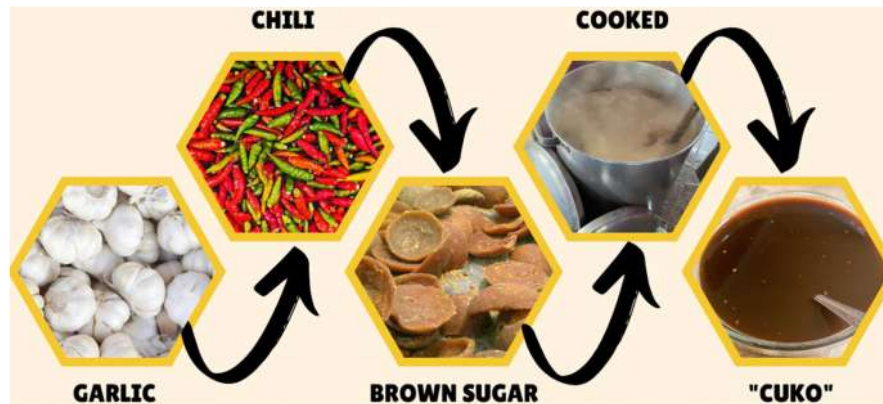 CHILI
COOKED
GARLIC
BROWN SUGAR
"CUKO"